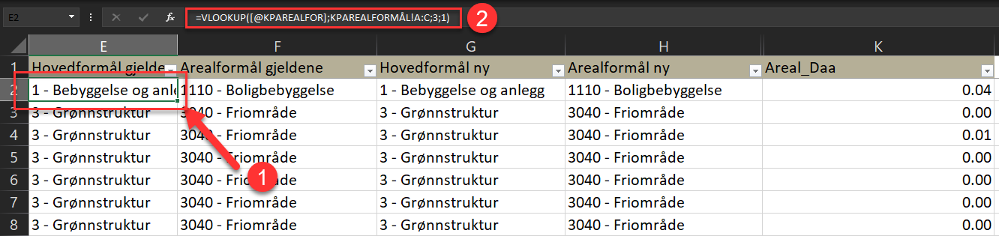 E2 fx =VLOOKUP([@KPAREALFOR];KPAREALFORMÅL!A:C;3;1) 2
E F G H K
1 Hovedformål gjelde Arealformål gjeldene Hovedformål ny Arealformål ny Areal_Daa
2 1 - Bebyggelse og anle 1110 - Boligbebyggelse 1 - Bebyggelse og anlegg 1110 - Boligbebyggelse 0.04
3 3 - Grønnstruktur 3040 - Friområde 3 - Grønnstruktur 3040 - Friområde 0.00
4 3 - Grønnstruktur 3040 - Friområde 3 - Grønnstruktur 3040 - Friområde 0.01
5 3 - Grønnstruktur 3040 - Friområde 3 - Grønnstruktur 3040 - Friområde 0.00
6 3 - Grønnstruktur 3040 - Friområde 1 3 - Grønnstruktur 3040 - Friområde 0.00
7 3 - Grønnstruktur 3040 - Friområde 3 - Grønnstruktur 3040 - Friområde 0.00
8 3 - Grønnstruktur 3040 - Friområde 3 - Grønnstruktur 3040 - Friområde 0.00